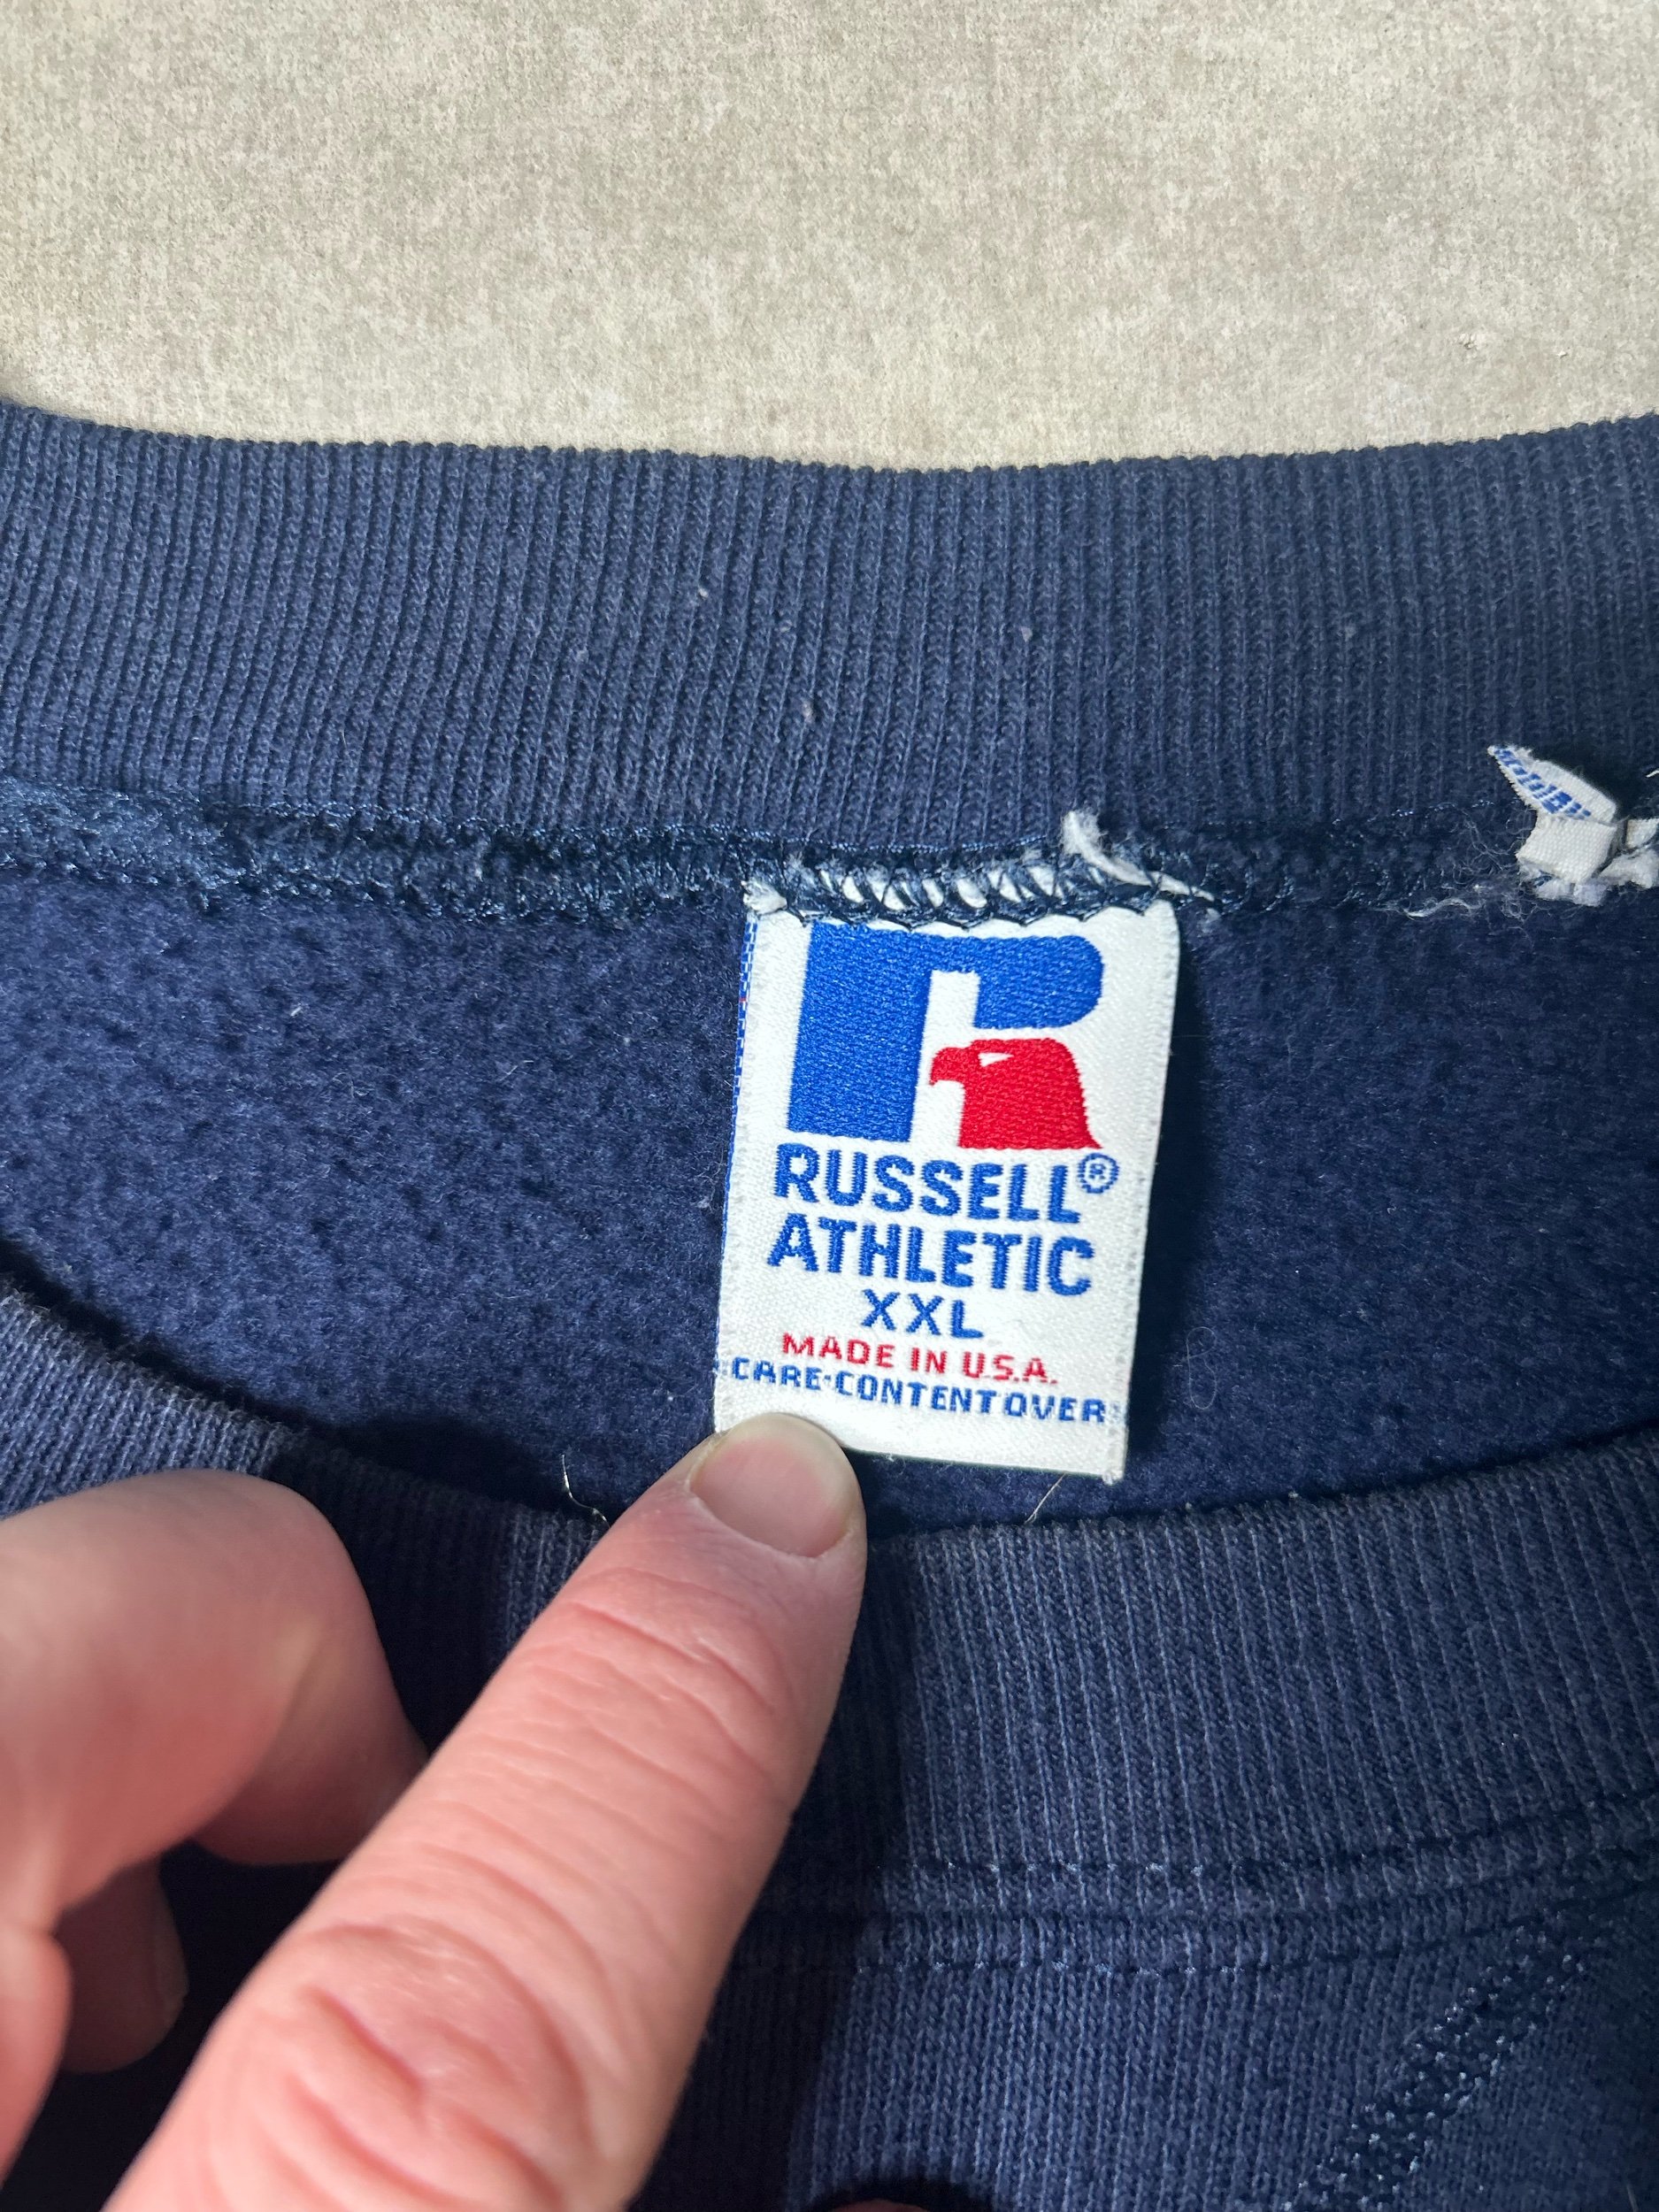 R
RUSSELL®
ATHLETIC
XXL
MADE IN U.S.A.
CARE·CONTENT OVER